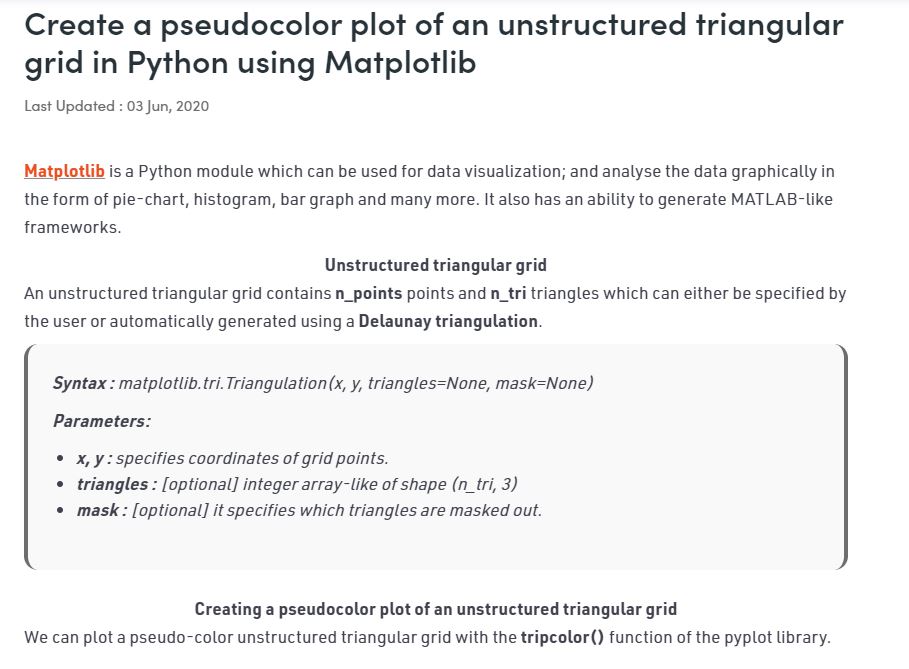 Create a pseudocolor plot of an unstructured triangular
grid in Python using Matplotlib
Last Updated : 03 Jun, 2020
Matplotlib is a Python module which can be used for data visualization; and analyse the data graphically in
the form of pie-chart, histogram, bar graph and many more. It also has an ability to generate MATLAB-like
frameworks.
Unstructured triangular grid
An unstructured triangular grid contains n_points points and n_tri triangles which can either be specified by
the user or automatically generated using a Delaunay triangulation.
Syntax : matplotlib.tri.Triangulation(x, y, triangles=None, mask=None)
Parameters:
• x, y : specifies coordinates of grid points.
• triangles : [optional] integer array-like of shape (n_tri, 3)
• mask : [optional] it specifies which triangles are masked out.
Creating a pseudocolor plot of an unstructured triangular grid
We can plot a pseudo-color unstructured triangular grid with the tripcolor() function of the pyplot library.